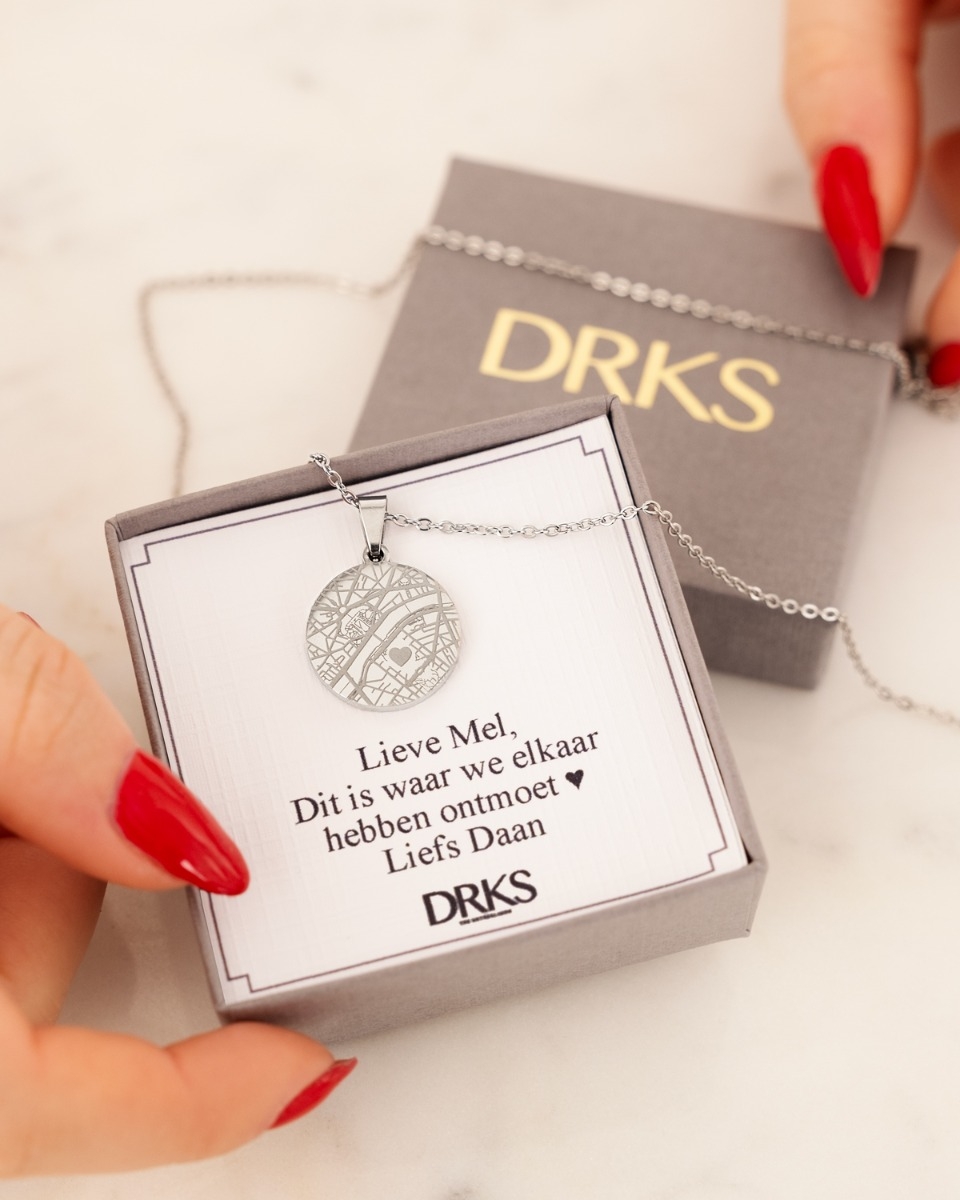 DRKS
Lieve Mel,
Dit is waar we elkaar
hebben ontmoet ♥
Liefs Daan
DRKS